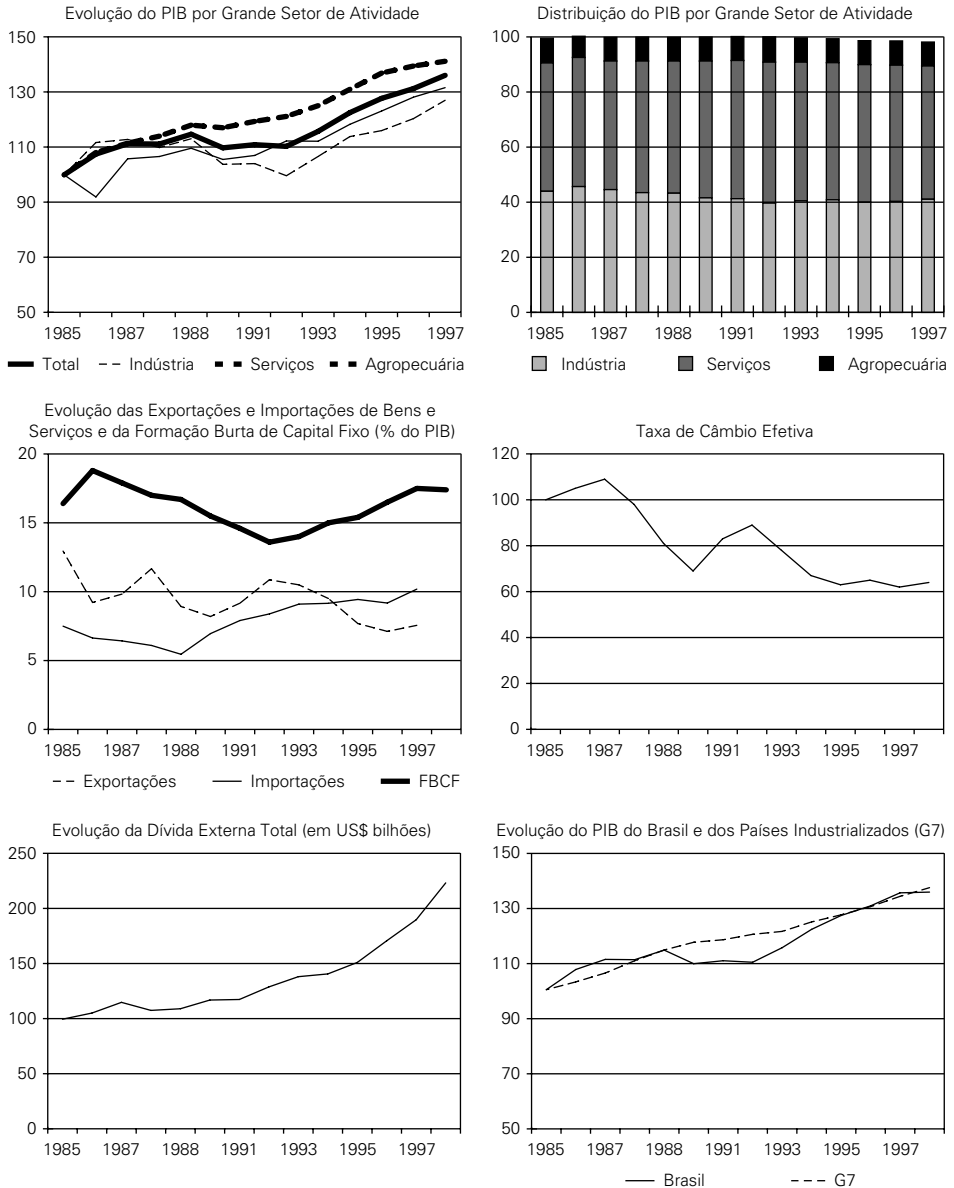 Evolução do PIB por Grande Setor de Atividade
150
130
110
90
70
50
1985 1987 1988 1991 1993 1995 1997
Total Indústria Serviços Agropecuária
Distribuição do PIB por Grande Setor de Atividade
100
80
60
40
20
0
1985 1987 1988 1991 1993 1995 1997
Indústria Serviços Agropecuária
Evolução das Exportações e Importações de Bens e
Serviços e da Formação Burta de Capital Fixo (% do PIB)
20
15
10
5
0
1985 1987 1988 1991 1993 1995 1997
Exportações Importações FBCF
Taxa de Câmbio Efetiva
120
100
80
60
40
20
0
1985 1987 1988 1991 1993 1995 1997
Evolução da Dívida Externa Total (em US$ bilhões)
250
200
150
100
50
0
1985 1987 1988 1991 1993 1995 1997
Evolução do PIB do Brasil e dos Países Industrializados (G7)
150
130
110
90
70
50
1985 1987 1988 1991 1993 1995 1997
Brasil G7